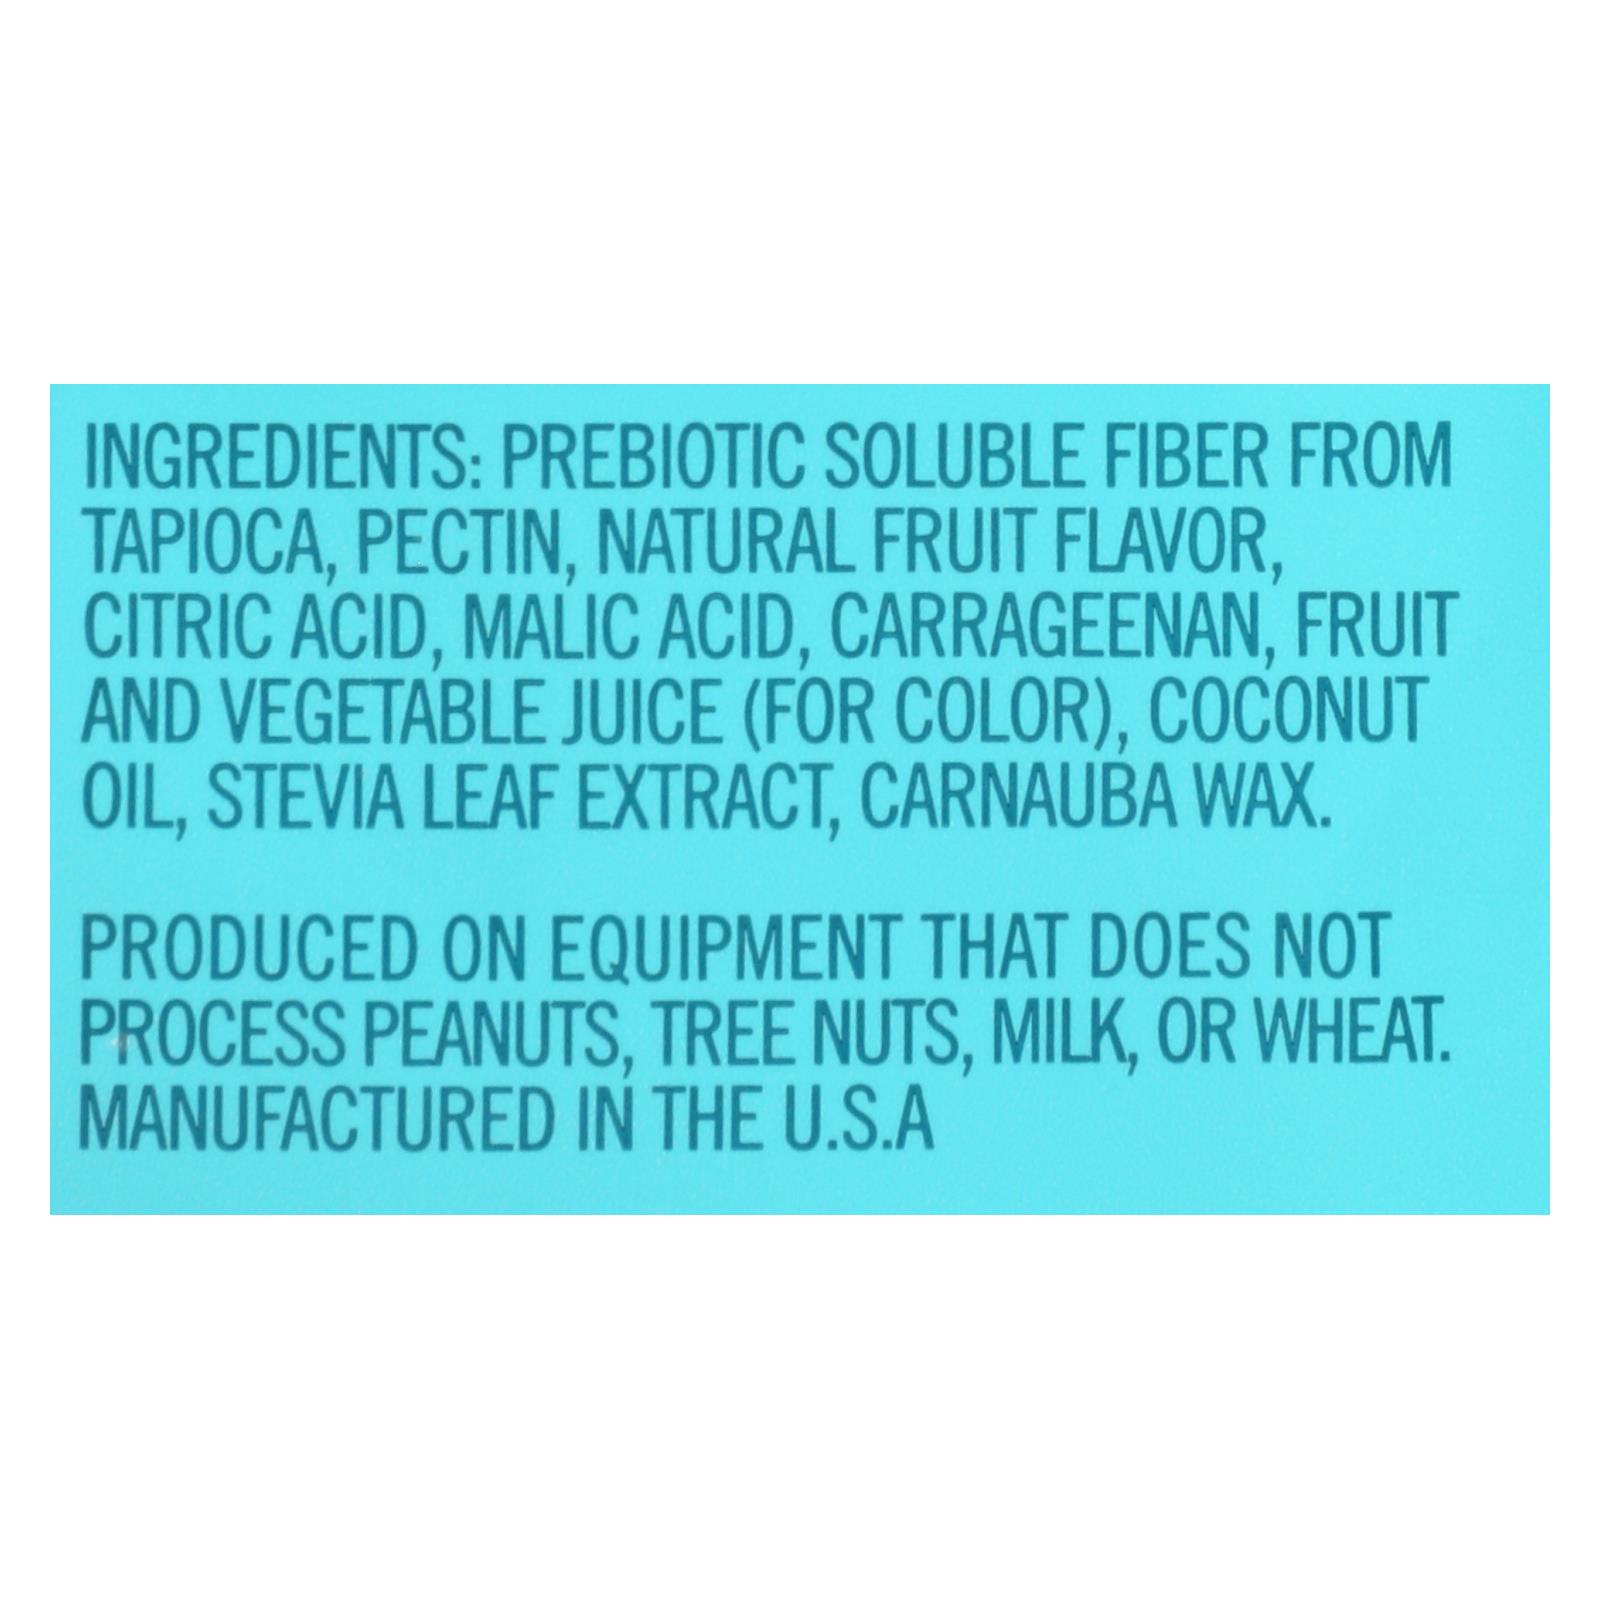 INGREDIENTS: PREBIOTIC SOLUBLE FIBER FROM
TAPIOCA, PECTIN, NATURAL FRUIT FLAVOR,
CITRIC ACID, MALIC ACID, CARRAGEENAN, FRUIT
AND VEGETABLE JUICE (FOR COLOR), COCONUT
OIL, STEVIA LEAF EXTRACT, CARNAUBA WAX.
PRODUCED ON EQUIPMENT THAT DOES NOT
PROCESS PEANUTS, TREE NUTS, MILK, OR WHEAT.
MANUFACTURED IN THE U.S.A